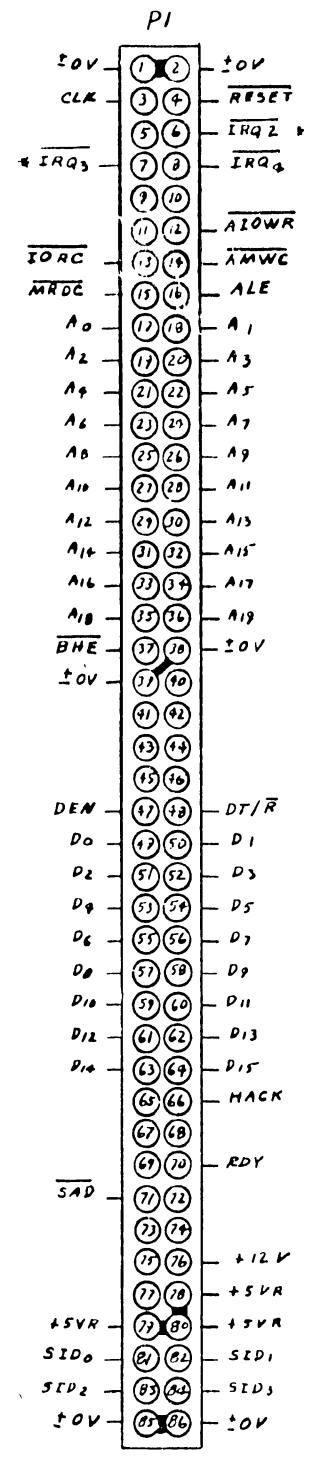 P1
±0V 1 2 ±0V
CLK 3 4 RESET
5 6 IRQ2 *
* IRQ3 7 8 IRQ4
9 10
11 12 AIOWR
IORC 13 14 AMWC
MRDC 15 16 ALE
A0 17 18 A1
A2 19 20 A3
A4 21 22 A5
A6 23 24 A7
A8 25 26 A9
A10 27 28 A11
A12 29 30 A13
A14 31 32 A15
A16 33 34 A17
A18 35 36 A19
BHE 37 38 ±0V
±0V 39 40
41 42
43 44
45 46
DEN 47 48 DT/R
D0 49 50 D1
D2 51 52 D3
D4 53 54 D5
D6 55 56 D7
D8 57 58 D9
D10 59 60 D11
D12 61 62 D13
D14 63 64 D15
65 66 HACK
67 68
69 70 RDY
SAD 71 72
73 74
75 76 +12V
77 78 +5VR
+5VR 79 80 +5VR
SID0 81 82 SID1
SID2 83 84 SID3
±0V 85 86 ±0V